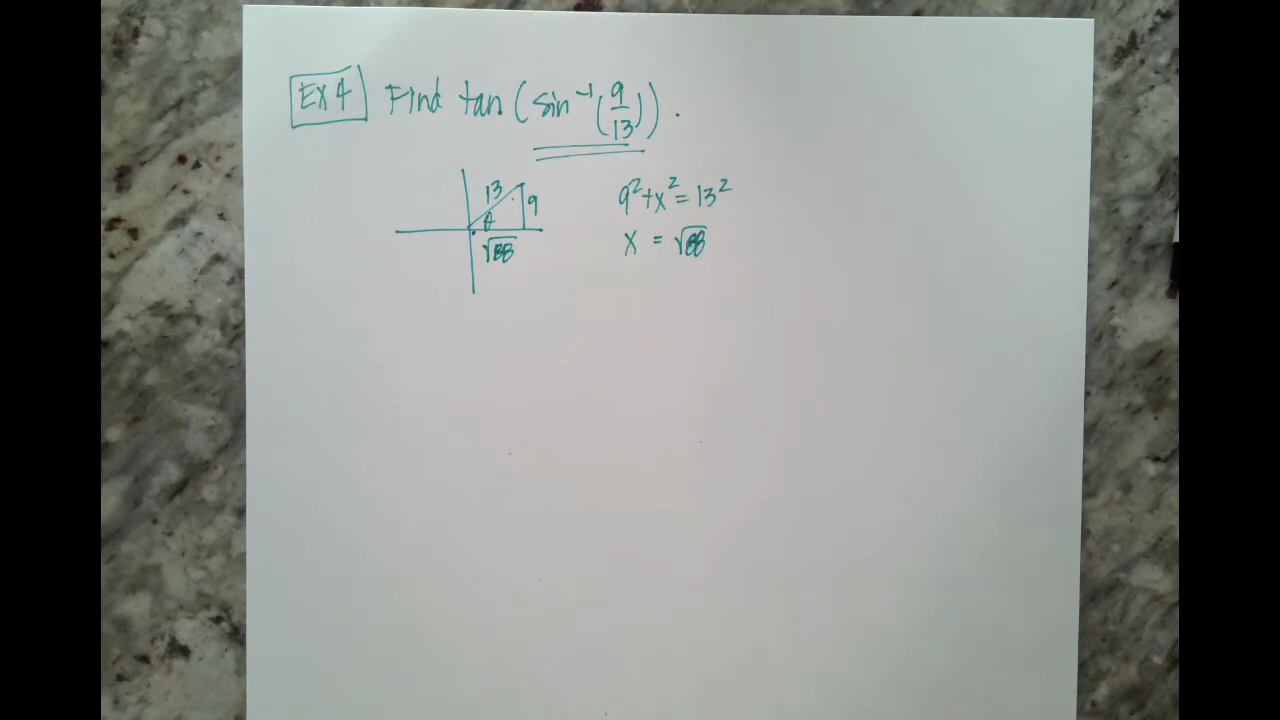 Ex 4 Find tan(sin⁻¹(9/13)).
13 9 9²+x²=13²
θ
√88 x = √88